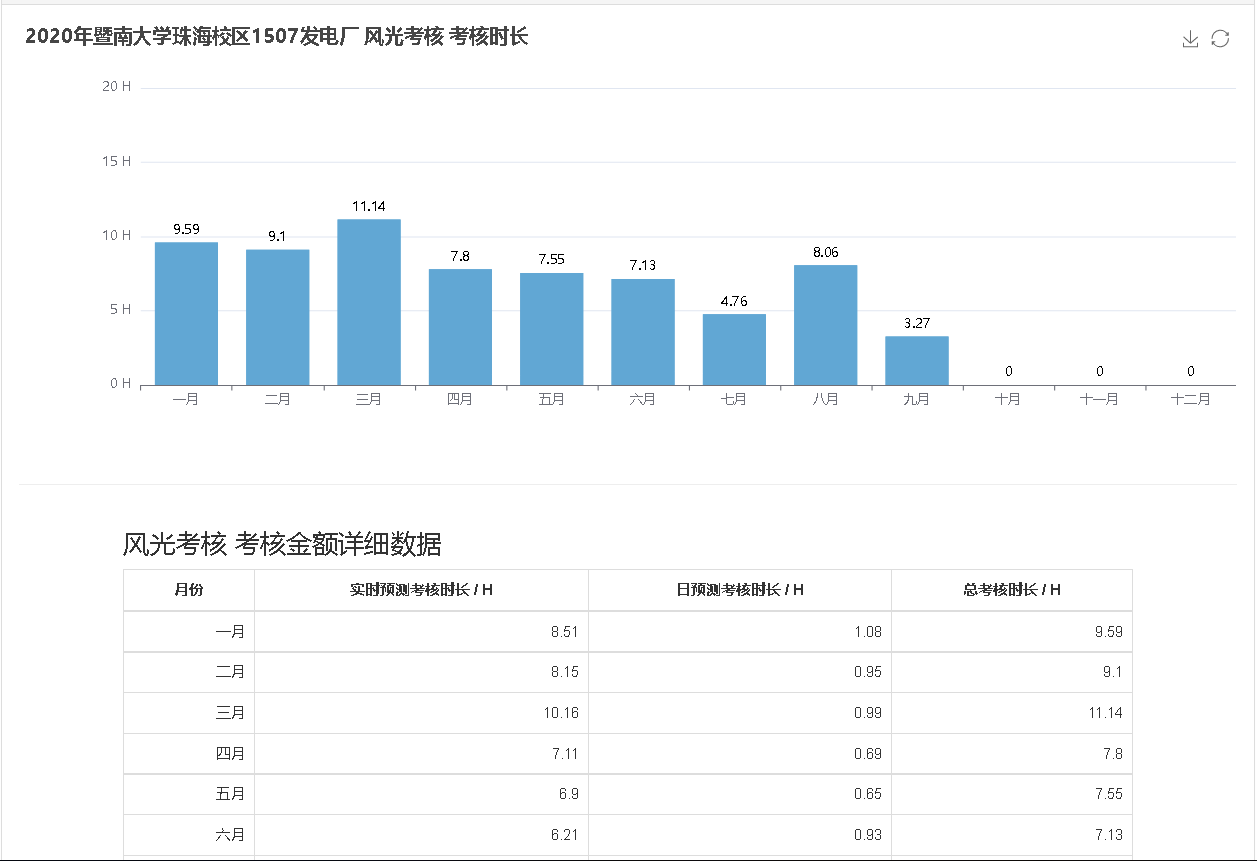 2020年暨南大学珠海校区1507发电厂 风光考核 考核时长
20 H
15 H
10 H
5 H
0 H
9.59
9.1
11.14
7.8
7.55
7.13
4.76
8.06
3.27
0
0
0
一月
二月
三月
四月
五月
六月
七月
八月
九月
十月
十一月
十二月
风光考核 考核金额详细数据
月份 实时预测考核时长 / H 日预测考核时长 / H 总考核时长 / H
一月 8.51 1.08 9.59
二月 8.15 0.95 9.1
三月 10.16 0.99 11.14
四月 7.11 0.69 7.8
五月 6.9 0.65 7.55
六月 6.21 0.93 7.13